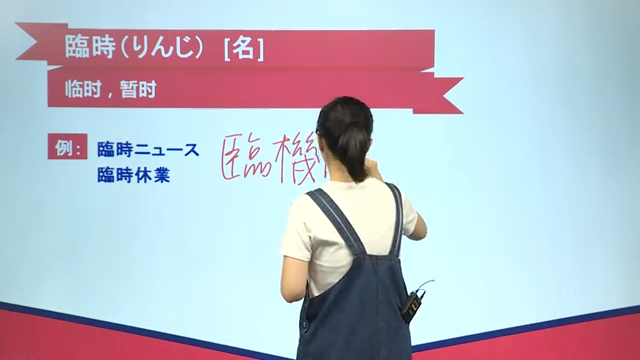 臨時（りんじ） [名]
临时，暂时
例： 臨時ニュース
臨時休業
臨機